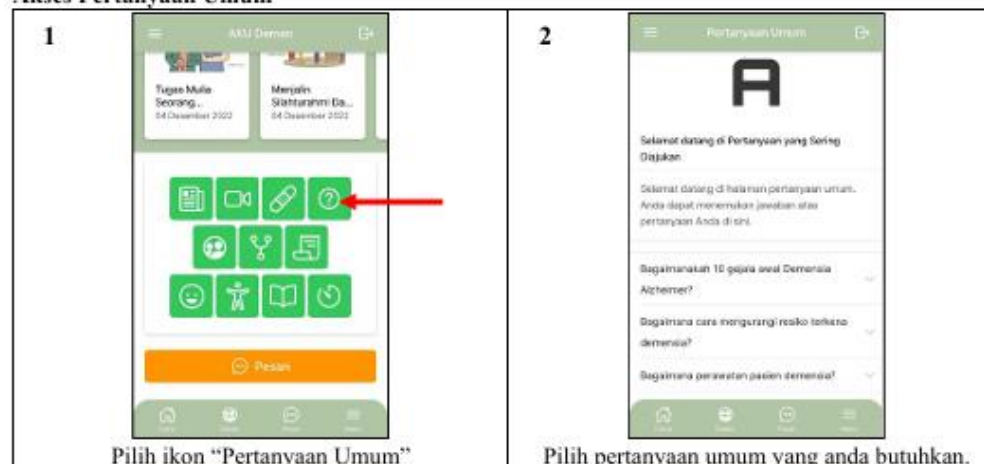 Akses Pertanyaan Umum
1
AKU Demen
Tugas Mulia
Seorang...
04 Desember 2022
Menjalin
Silahturahmi Da...
04 Desember 2022
Pesan
Pilih ikon “Pertanyaan Umum”
2
Pertanyaan Umum
A
Selamat datang di Pertanyaan yang Sering
Diajukan
Selamat datang di halaman pertanyaan umum.
Anda dapat menemukan jawaban atas
pertanyaan Anda di sini.
Bagaimanakah 10 gejala awal Demensia
Alzheimer?
Bagaimana cara mengurangi resiko terkena
demensia?
Bagaimana perawatan pasien demensia?
Pilih pertanyaan umum yang anda butuhkan.